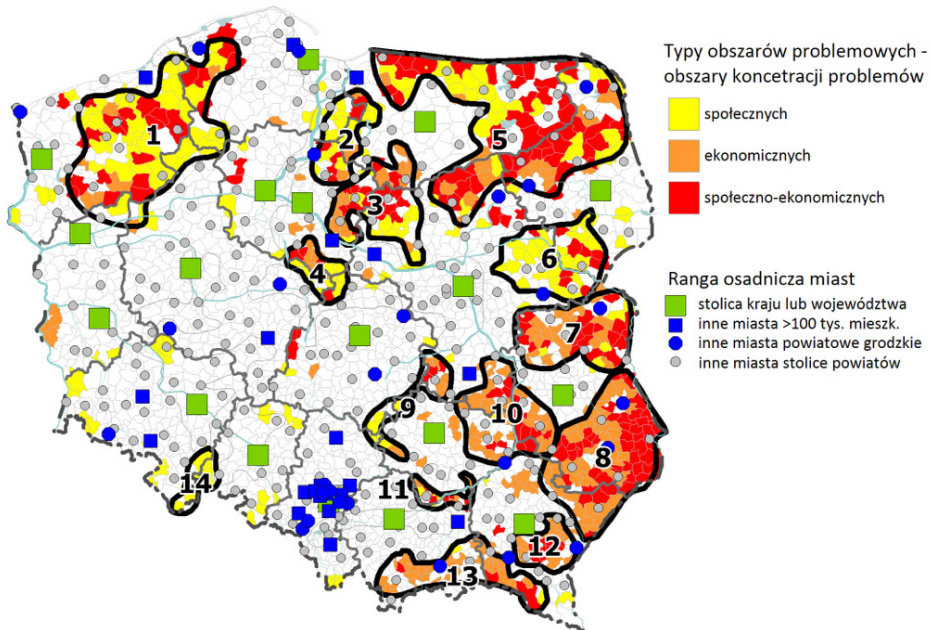 Typy obszarów problemowych -
obszary koncetracji problemów
społecznych
ekonomicznych
społeczno-ekonomicznych
Ranga osadnicza miast
stolica kraju lub województwa
inne miasta >100 tys. mieszk.
inne miasta powiatowe grodzkie
inne miasta stolice powiatów
1
2
5
3
6
4
7
9
10
8
11
14
12
13